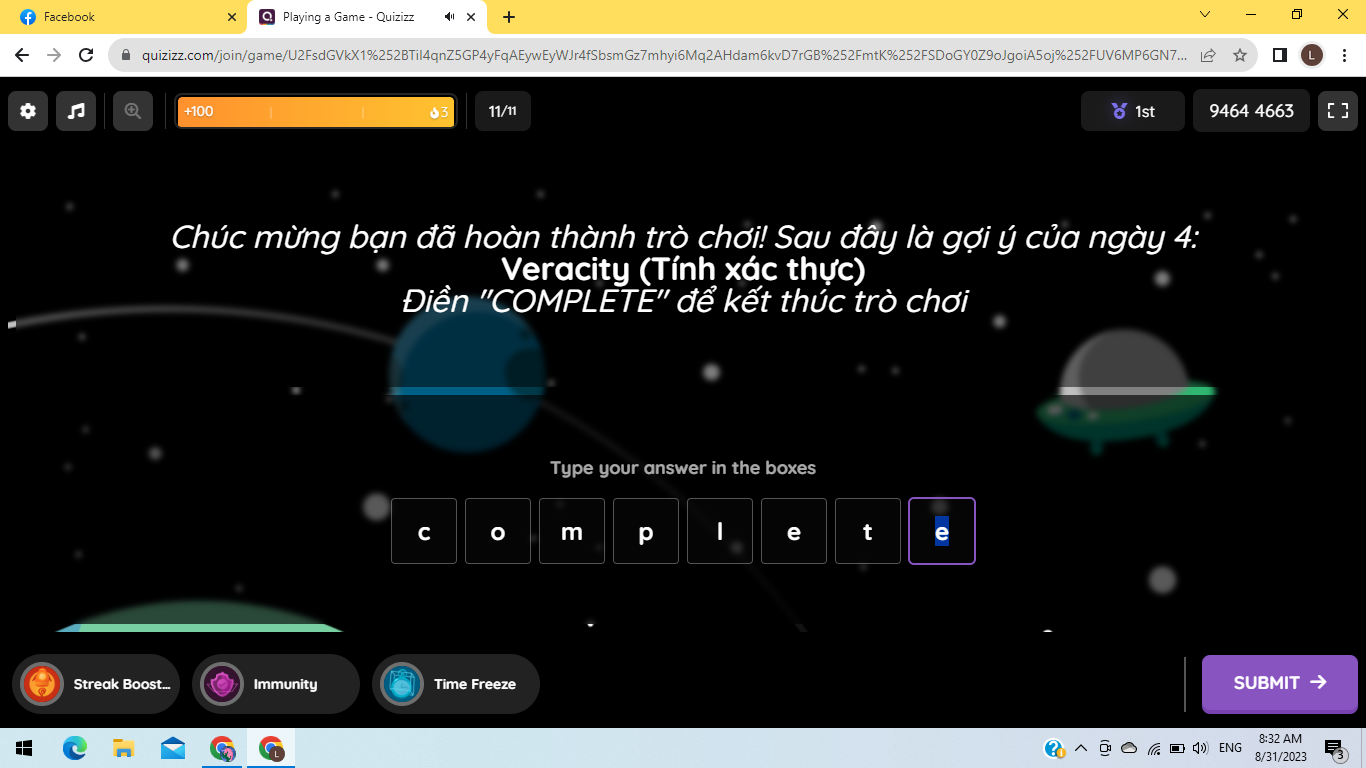 Facebook
Playing a Game - Quizizz
quizizz.com/join/game/U2FsdGVkX1%252BTil4qnZ5GP4yFqAEywEyWJr4fSbsmGz7mhyi6Mq2AHdam6kvD7rGB%252FmtK%252FSDoGY0Z9oJgoiA5oj%252FUV6MP6GN7...
L
+100
3
11/11
1st
9464 4663
Chúc mừng bạn đã hoàn thành trò chơi! Sau đây là gợi ý của ngày 4:
Veracity (Tính xác thực)
Điền "COMPLETE" để kết thúc trò chơi
Type your answer in the boxes
c o m p l e t e
Streak Boost...
Immunity
Time Freeze
SUBMIT
L
ENG
8:32 AM
8/31/2023
3